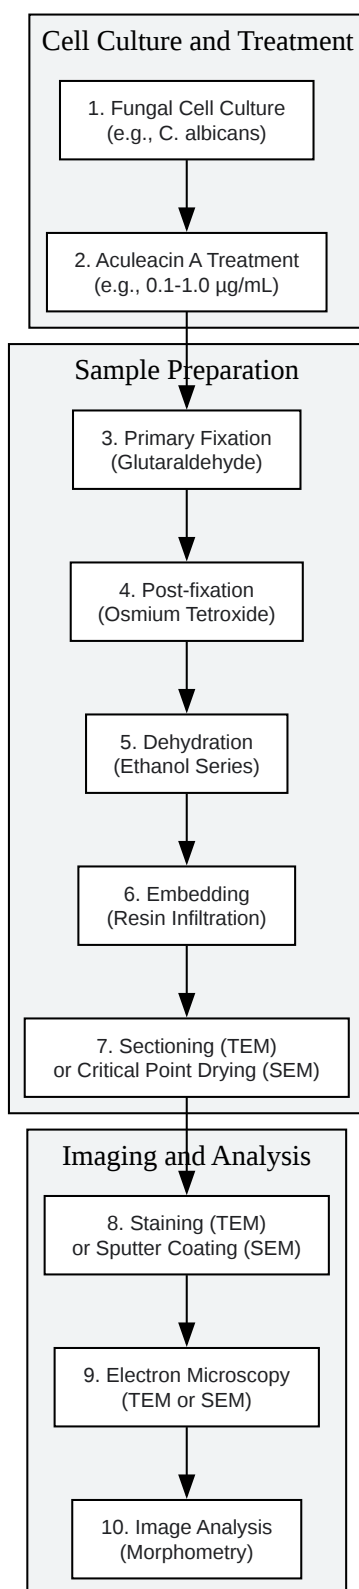 Cell Culture and Treatment
1. Fungal Cell Culture
(e.g., C. albicans)
2. Aculeacin A Treatment
(e.g., 0.1-1.0 µg/mL)
Sample Preparation
3. Primary Fixation
(Glutaraldehyde)
4. Post-fixation
(Osmium Tetroxide)
5. Dehydration
(Ethanol Series)
6. Embedding
(Resin Infiltration)
7. Sectioning (TEM)
or Critical Point Drying (SEM)
Imaging and Analysis
8. Staining (TEM)
or Sputter Coating (SEM)
9. Electron Microscopy
(TEM or SEM)
10. Image Analysis
(Morphometry)